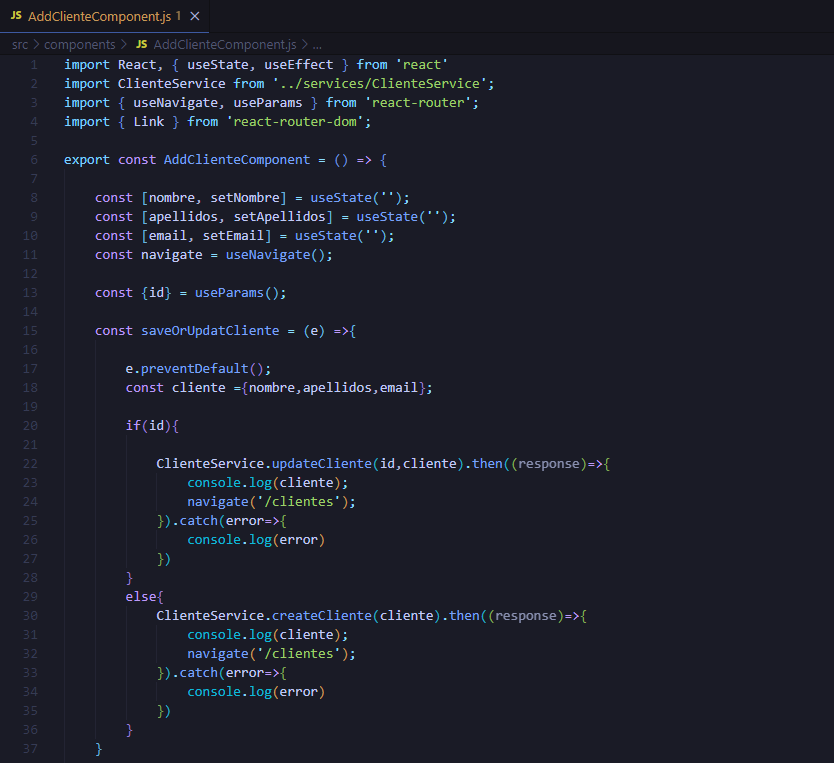 JS AddClienteComponent.js 1 ×
src > components > JS AddClienteComponent.js > ...
1 import React, { useState, useEffect } from 'react'
2 import ClienteService from '../services/ClienteService';
3 import { useNavigate, useParams } from 'react-router';
4 import { Link } from 'react-router-dom';
5
6 export const AddClienteComponent = () => {
7
8 const [nombre, setNombre] = useState('');
9 const [apellidos, setApellidos] = useState('');
10 const [email, setEmail] = useState('');
11 const navigate = useNavigate();
12
13 const {id} = useParams();
14
15 const saveOrUpdatCliente = (e) =>{
16
17 e.preventDefault();
18 const cliente ={nombre,apellidos,email};
19
20 if(id){
21
22 ClienteService.updateCliente(id,cliente).then((response)=>{
23 console.log(cliente);
24 navigate('/clientes');
25 }).catch(error=>{
26 console.log(error)
27 })
28 }
29 else{
30 ClienteService.createCliente(cliente).then((response)=>{
31 console.log(cliente);
32 navigate('/clientes');
33 }).catch(error=>{
34 console.log(error)
35 })
36 }
37 }